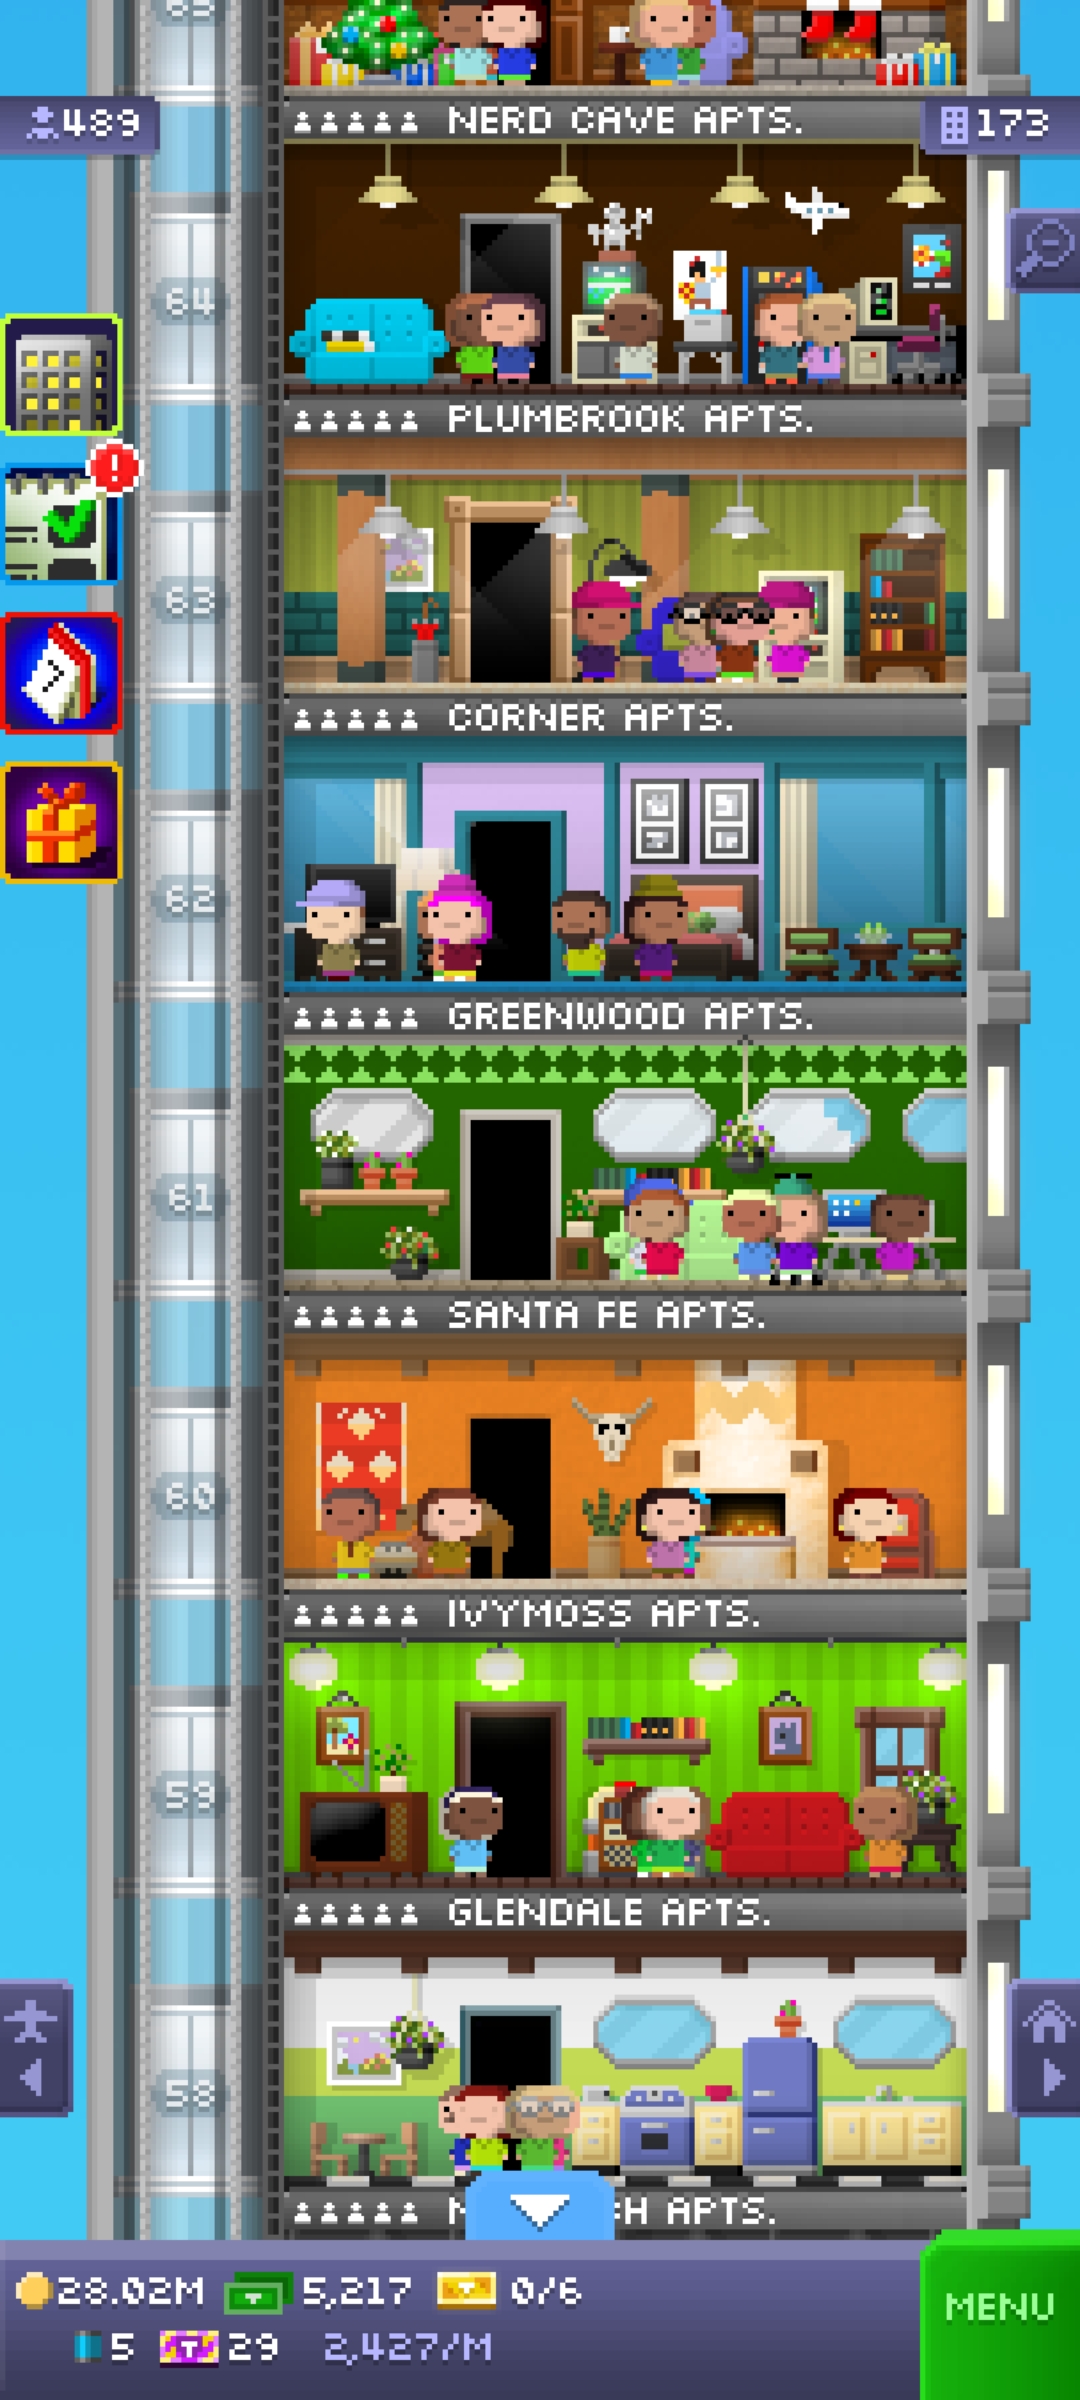 65
NERD CAVE APTS.
489
173
64
PLUMBROOK APTS.
63
CORNER APTS.
62
GREENWOOD APTS.
61
SANTA FE APTS.
60
IVYMOSS APTS.
59
GLENDALE APTS.
58
APTS.
28.02M 5,217 0/6
MENU
5 29 2,427/M